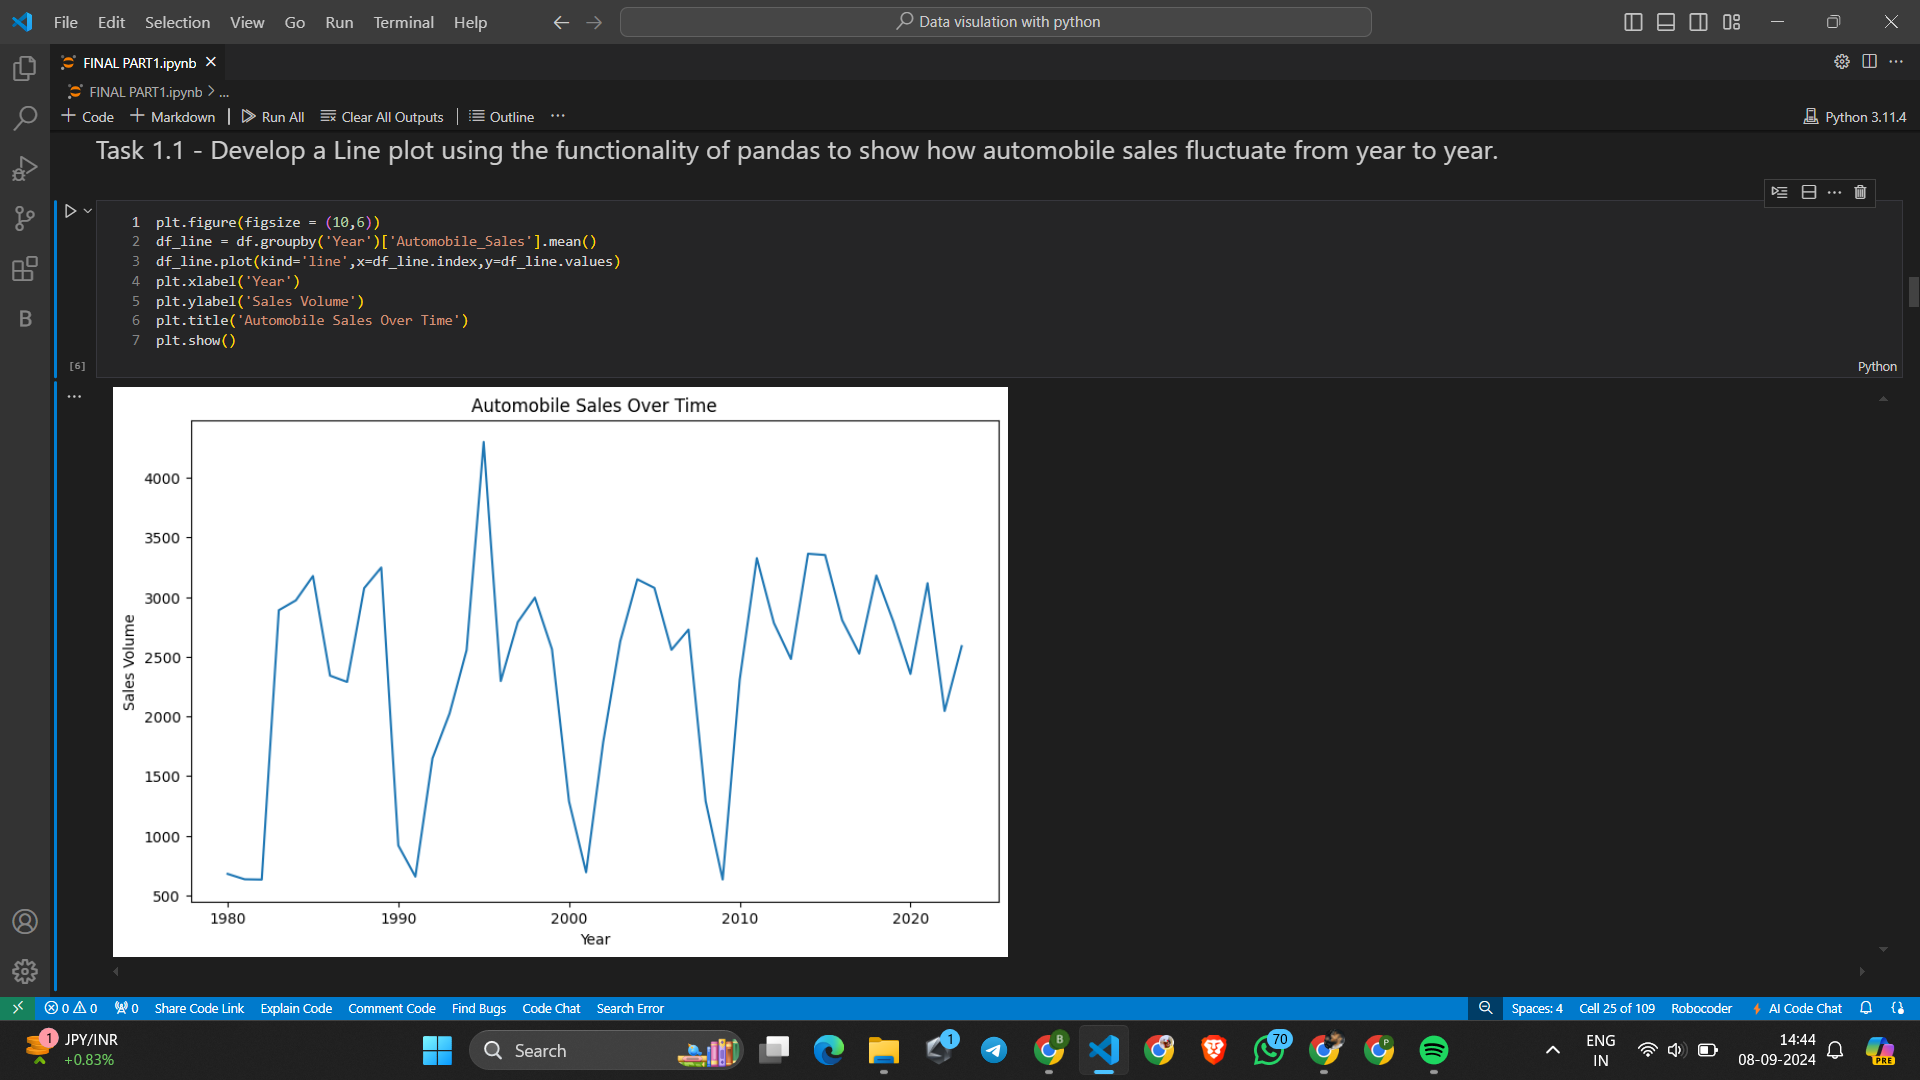 File Edit Selection View Go Run Terminal Help
Data visulation with python
FINAL PART1.ipynb
FINAL PART1.ipynb > ...
Code Markdown Run All Clear All Outputs Outline ...
Python 3.11.4
Task 1.1 - Develop a Line plot using the functionality of pandas to show how automobile sales fluctuate from year to year.
1 plt.figure(figsize = (10,6))
2 df_line = df.groupby('Year')['Automobile_Sales'].mean()
3 df_line.plot(kind='line',x=df_line.index,y=df_line.values)
4 plt.xlabel('Year')
5 plt.ylabel('Sales Volume')
6 plt.title('Automobile Sales Over Time')
7 plt.show()
[6]
Python
B
Automobile Sales Over Time
4000
3500
3000
2500
2000
1500
1000
500
Sales Volume
1980 1990 2000 2010 2020
Year
0 0 0 Share Code Link Explain Code Comment Code Find Bugs Code Chat Search Error
Spaces: 4 Cell 25 of 109 Robocoder AI Code Chat
1
JPY/INR
+0.83%
Search
1
B
70
P
ENG
IN
14:44
08-09-2024
PRE